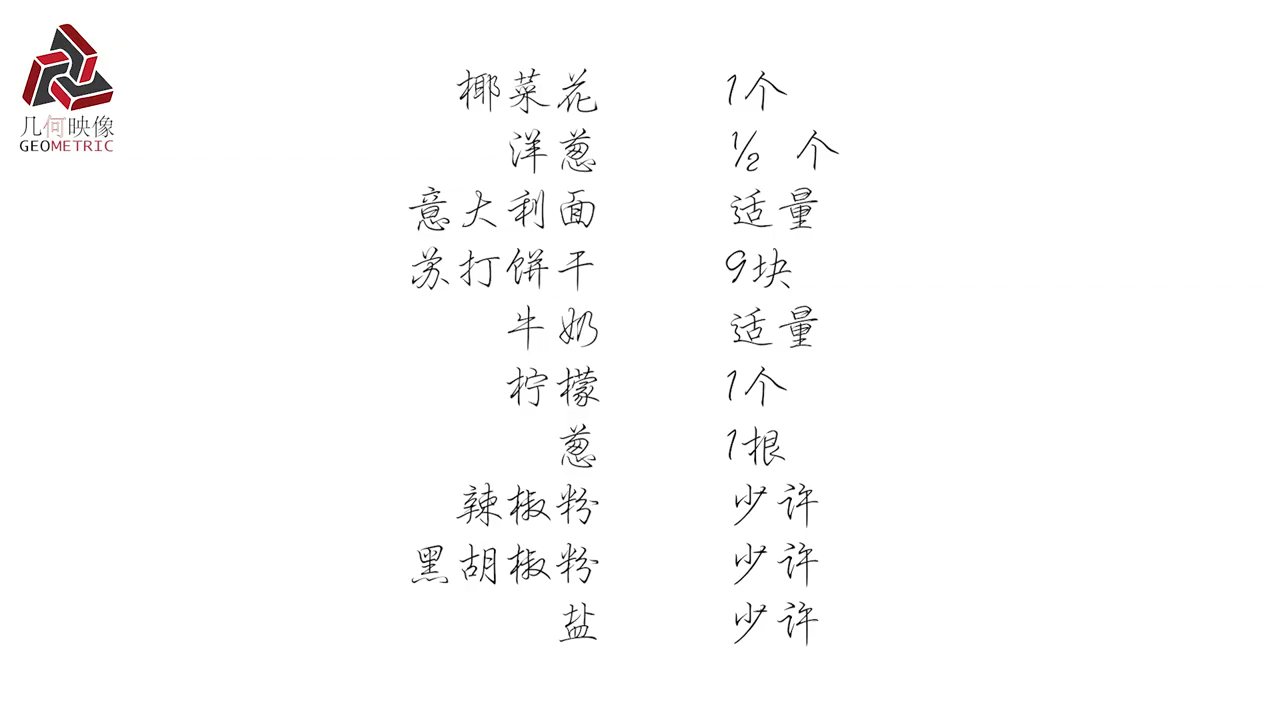 几何映像
GEOMETRIC
椰菜花 1个
洋葱 ½ 个
意大利面 适量
苏打饼干 9块
牛奶 适量
柠檬 1个
葱 1根
辣椒粉 少许
黑胡椒粉 少许
盐 少许